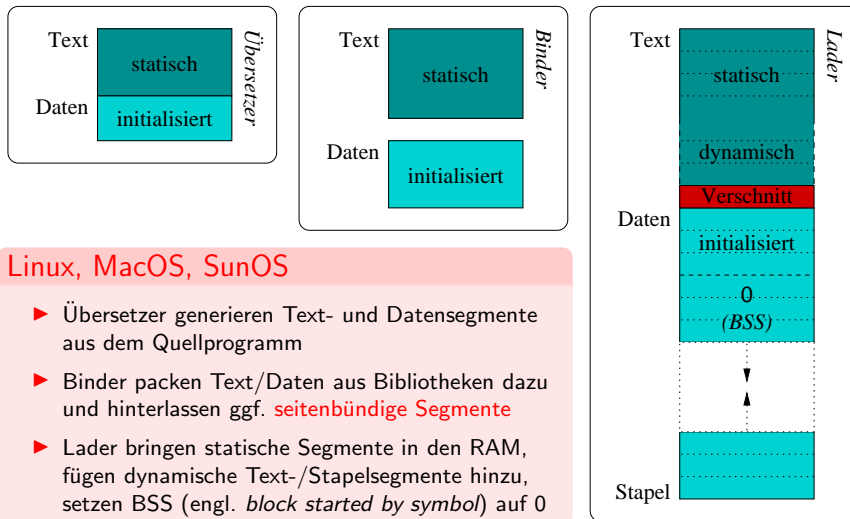 Text
statisch
Daten
initialisiert
Übersetzer
Text
statisch
Daten
initialisiert
Binder
Text
statisch
dynamisch
Verschnitt
Daten
initialisiert
0
(BSS)
Stapel
Lader
Linux, MacOS, SunOS
Übersetzer generieren Text- und Datensegmente
aus dem Quellprogramm
Binder packen Text/Daten aus Bibliotheken dazu
und hinterlassen ggf. seitenbündige Segmente
Lader bringen statische Segmente in den RAM,
fügen dynamische Text-/Stapelsegmente hinzu,
setzen BSS (engl. block started by symbol) auf 0